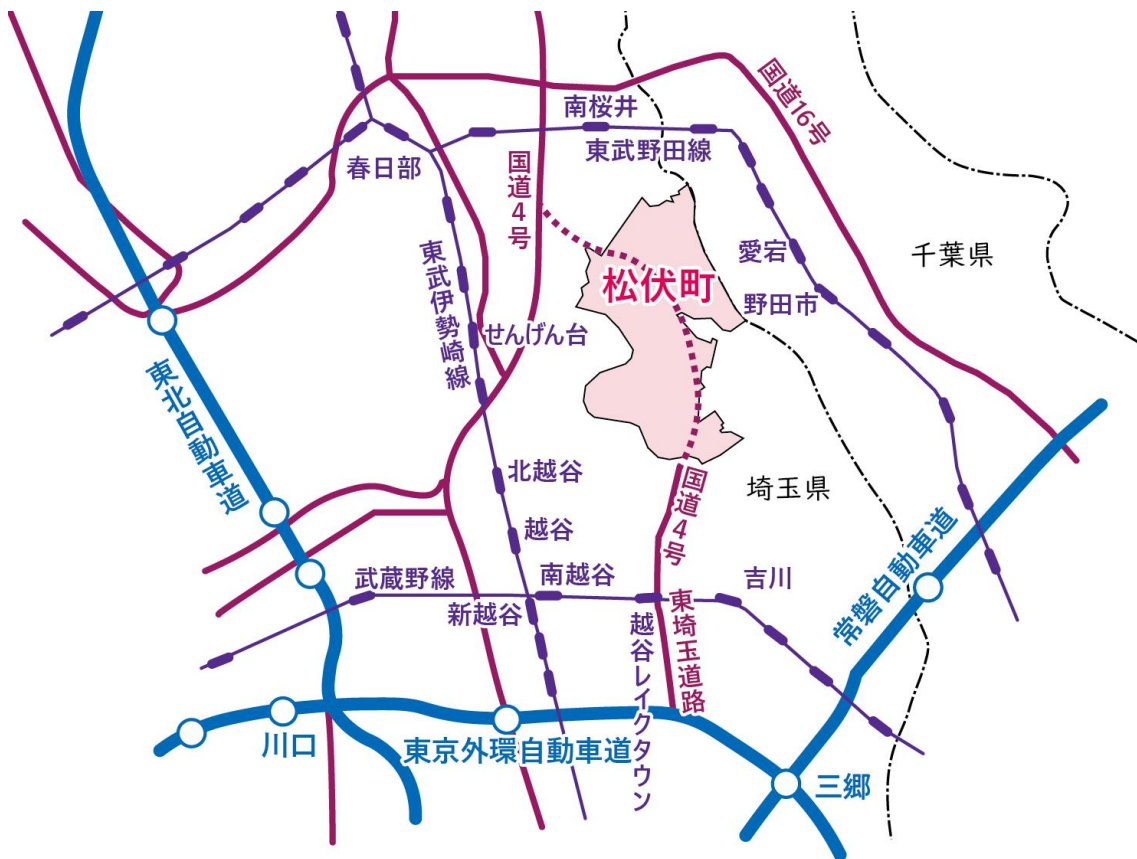 南桜井
国道16号
東武野田線
春日部
国道4号
千葉県
愛宕
東武伊勢崎線
松伏町
野田市
せんげん台
東北自動車道
北越谷
国道4号
埼玉県
越谷
常磐自動車道
武蔵野線
南越谷
吉川
新越谷
東埼玉道路
越谷レイクタウン
川口
東京外環自動車道
三郷